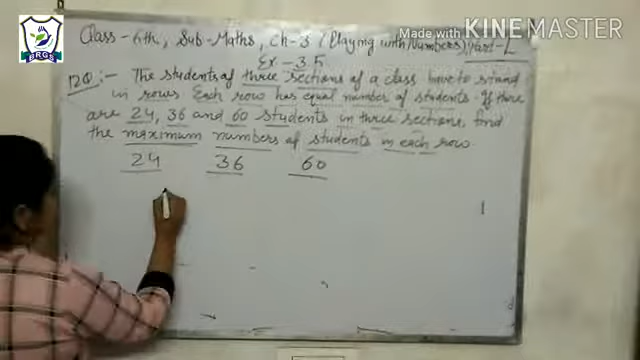 Made with KINEMASTER
BRGS
Class - 6th, Sub- Maths, Ch-3 (Playing with Numbers) Part-L
Ex - 3.5
12Q:- The students of three sections of a class have to stand
in rows Each row has equal number of students. If there
are 24, 36 and 60 students in three sections, find
the maximum numbers of students in each row.
24 36 60